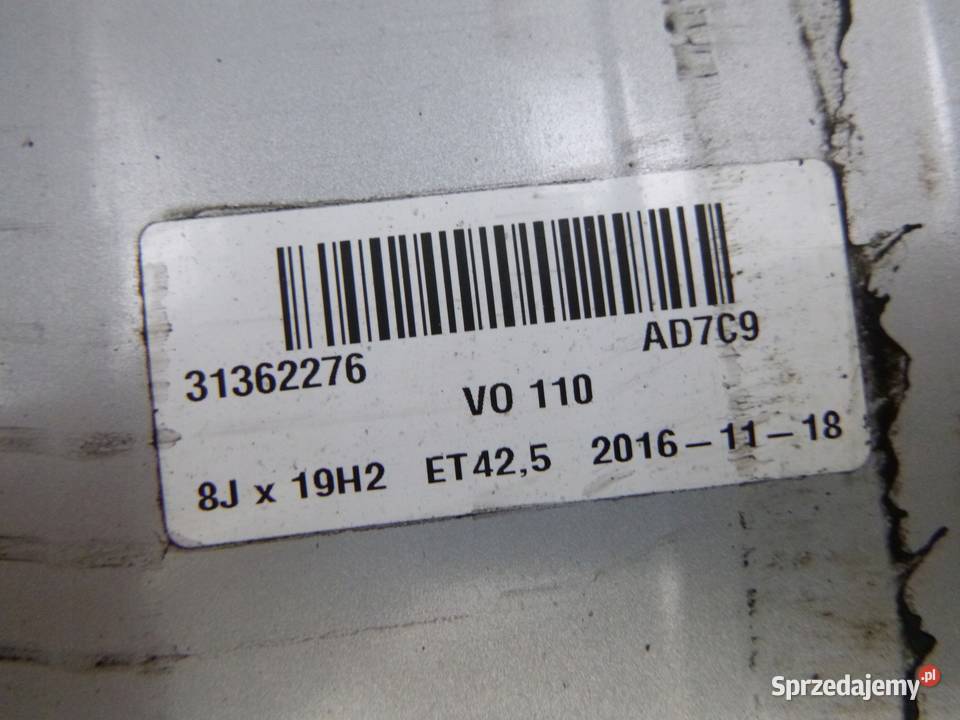 31362276 AD7C9
VO 110
8J x 19H2 ET42,5 2016-11-18
Sprzedajemy.pl